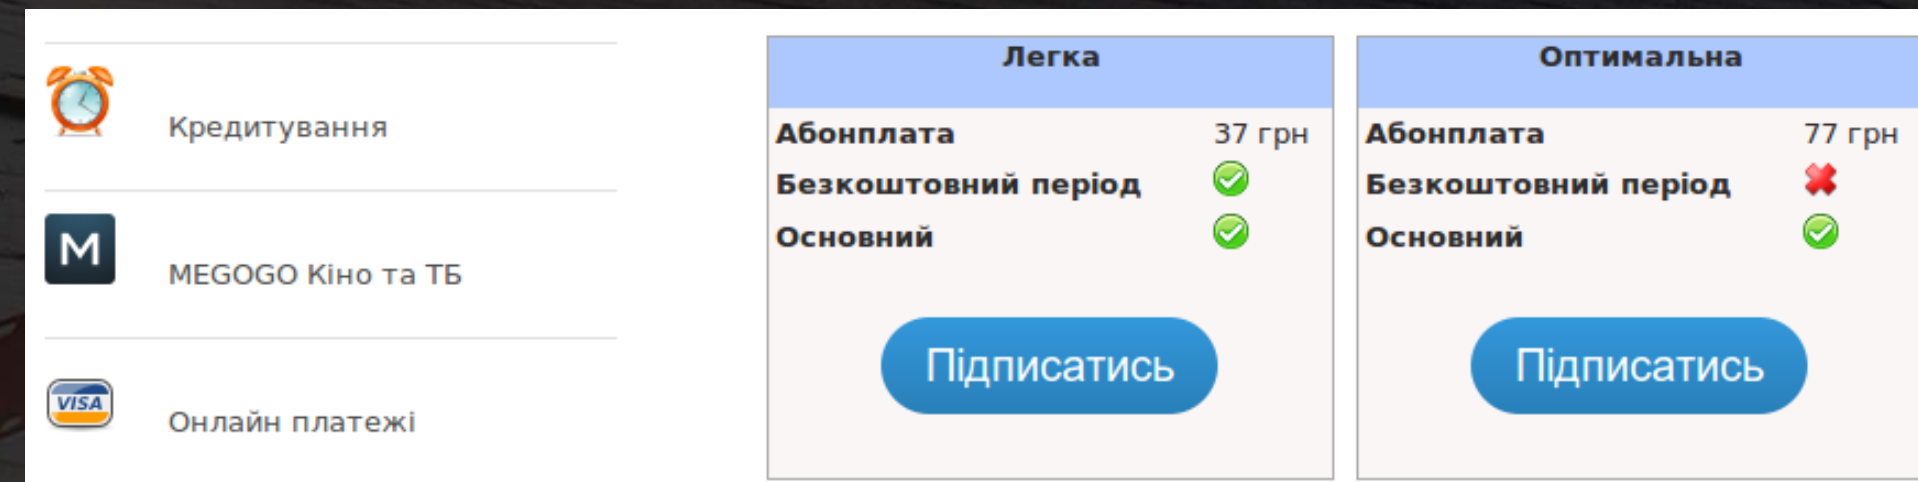 Кредитування
M
MEGOGO Кіно та ТБ
VISA
Онлайн платежі
Легка
Абонплата 37 грн
Безкоштовний період
Основний
Підписатись
Оптимальна
Абонплата 77 грн
Безкоштовний період
Основний
Підписатись